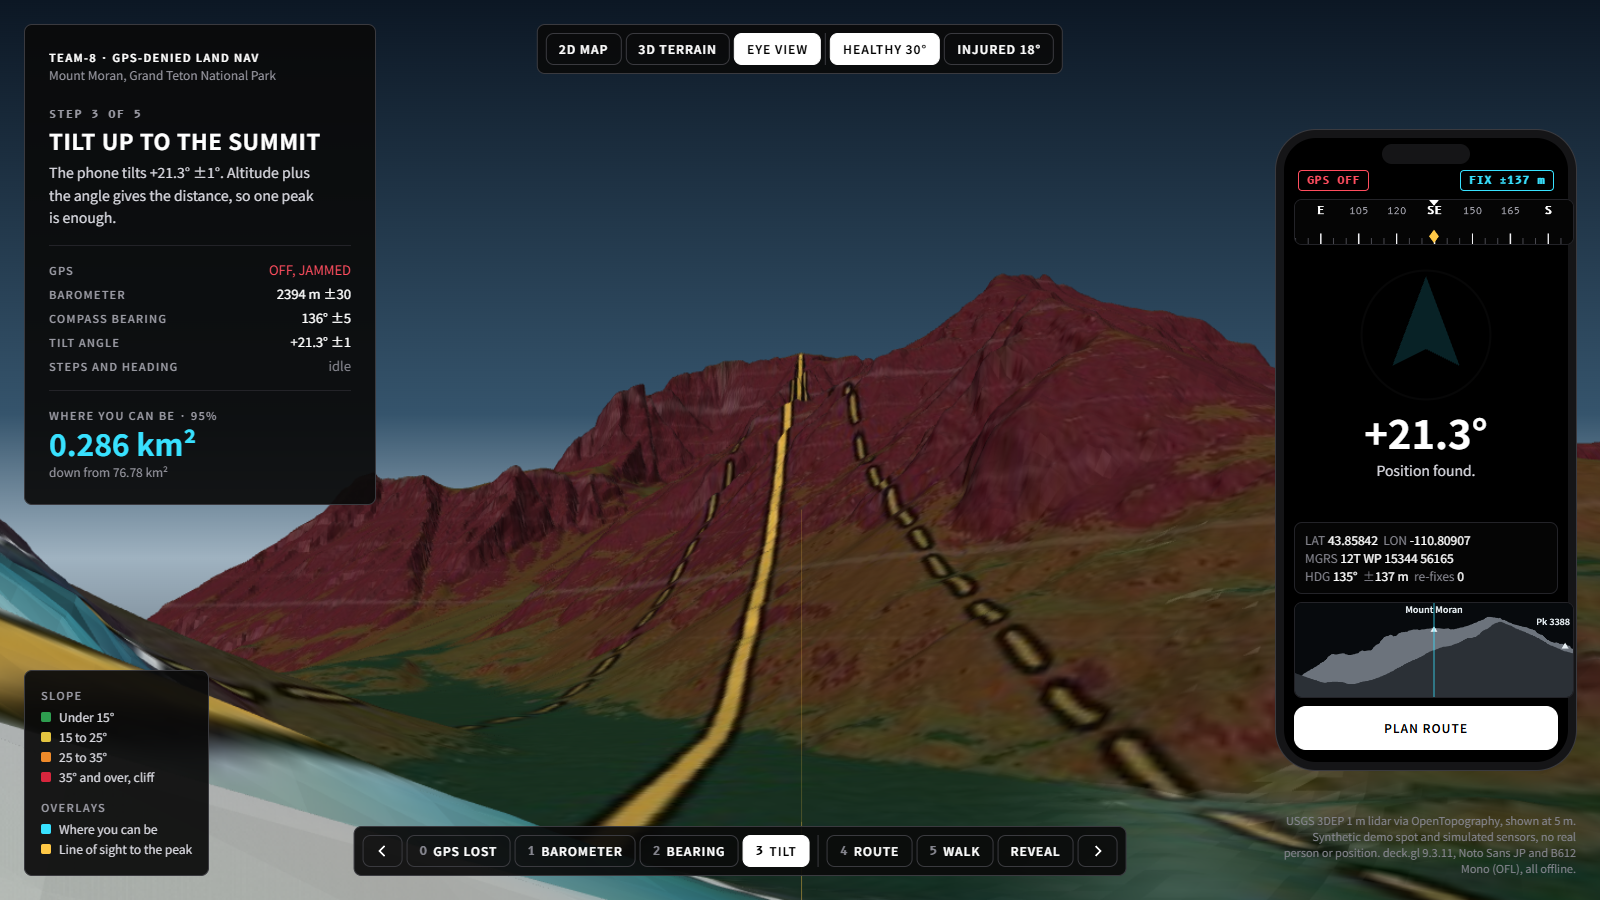 TEAM-8 · GPS-DENIED LAND NAV
Mount Moran, Grand Teton National Park
STEP 3 OF 5
TILT UP TO THE SUMMIT
The phone tilts +21.3° ±1°. Altitude plus
the angle gives the distance, so one peak
is enough.
GPS OFF, JAMMED
BAROMETER 2394 m ±30
COMPASS BEARING 136° ±5
TILT ANGLE +21.3° ±1
STEPS AND HEADING idle
WHERE YOU CAN BE · 95%
0.286 km²
down from 76.78 km²
2D MAP 3D TERRAIN EYE VIEW HEALTHY 30° INJURED 18°
GPS OFF FIX ±137 m
E 105 120 SE 150 165 S
+21.3°
Position found.
LAT 43.85842 LON -110.80907
MGRS 12T WP 15344 56165
HDG 135° ±137 m re-fixes 0
Mount Moran
Pk 3388
PLAN ROUTE
SLOPE
Under 15°
15 to 25°
25 to 35°
35° and over, cliff
OVERLAYS
Where you can be
Line of sight to the peak
0 GPS LOST 1 BAROMETER 2 BEARING 3 TILT 4 ROUTE 5 WALK REVEAL
USGS 3DEP 1 m lidar via OpenTopography, shown at 5 m.
Synthetic demo spot and simulated sensors, no real
person or position. deck.gl 9.3.11, Noto Sans JP and B612
Mono (OFL), all offline.